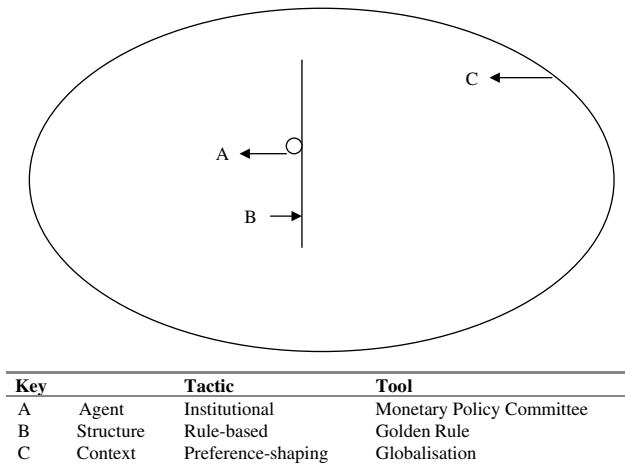 C
A
B
Key Tactic Tool
A Agent Institutional Monetary Policy Committee
B Structure Rule-based Golden Rule
C Context Preference-shaping Globalisation